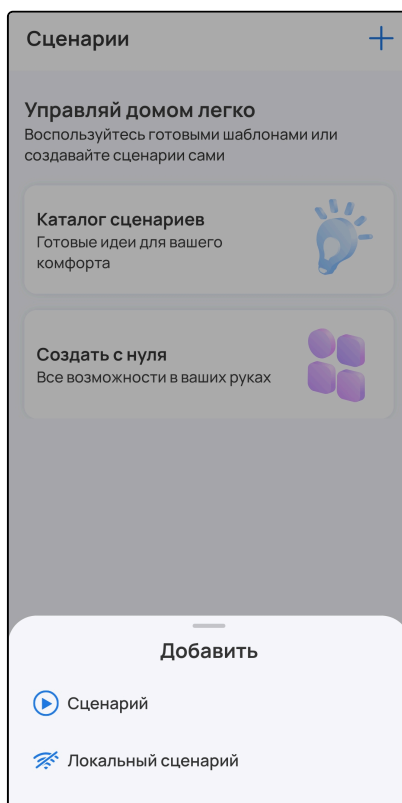 Сценарии
Управляй домом легко
Воспользуйтесь готовыми шаблонами или
создавайте сценарии сами
Каталог сценариев
Готовые идеи для вашего
комфорта
Создать с нуля
Все возможности в ваших руках
Добавить
Сценарий
Локальный сценарий